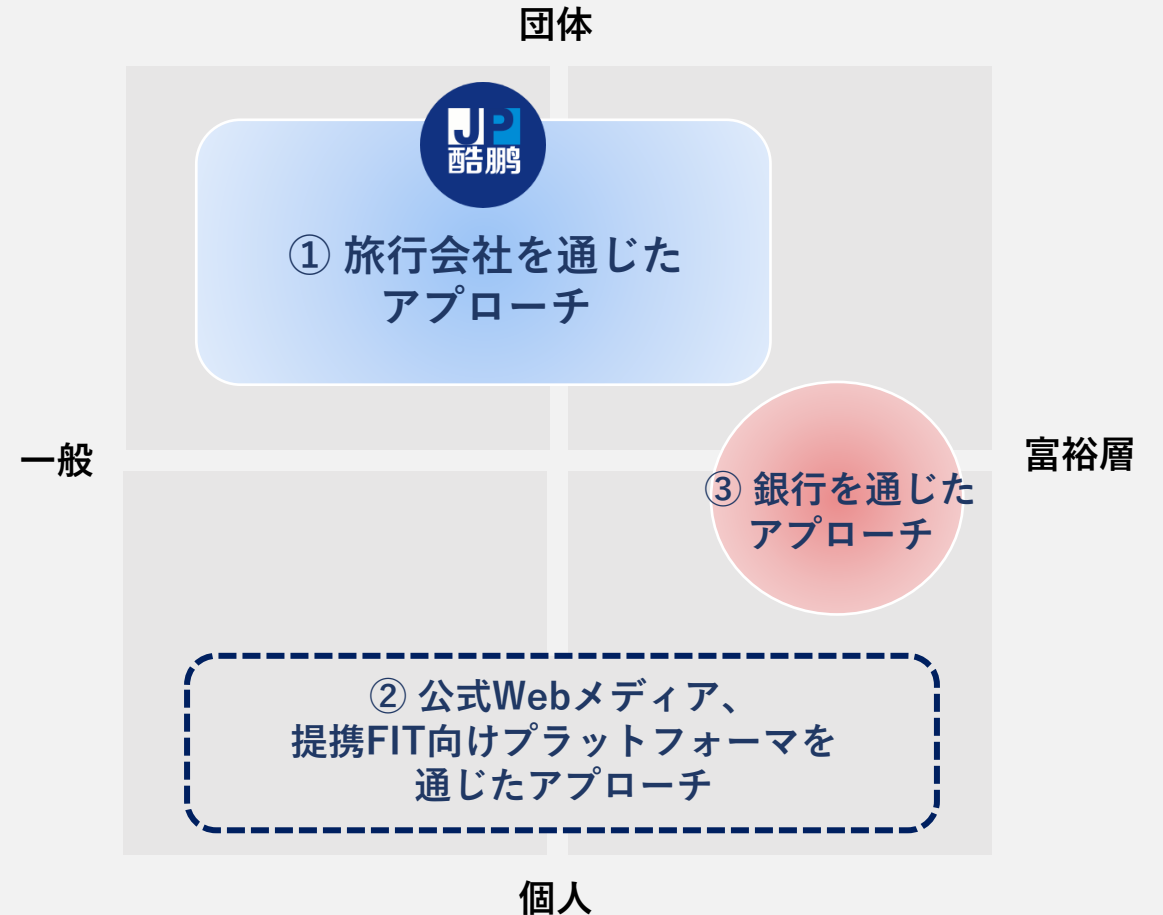 団体
JP
酷鹏
① 旅行会社を通じた
アプローチ
一般
富裕層
③ 銀行を通じた
アプローチ
② 公式Webメディア、
提携FIT向けプラットフォーマを
通じたアプローチ
個人